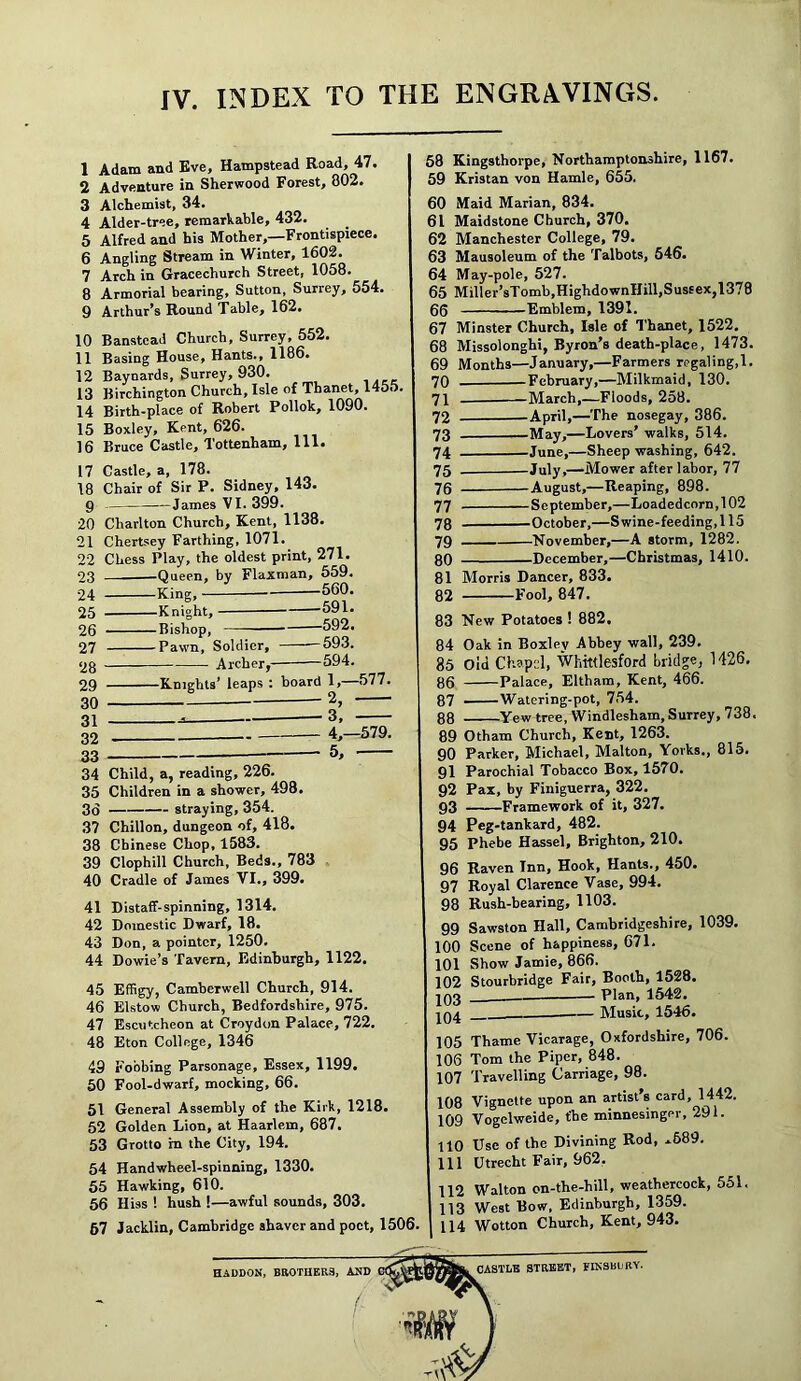 IV. INDEX TO THE ENGRAVINGS.
1 Adam and Eve, Hampstead Road, 47.
2 Adventure in Sherwood Forest, 802.
3 Alchemist, 34.
4 Alder-tree, remarkable, 432.
5 Alfred and his Mother,—Frontispiece.
6 Angling Stream in Winter, 1602.
7 Arch in Gracechurch Street, 1058.
8 Armorial bearing, Sutton, Surrey, 554.
9 Arthur's Round Table, 162.
10 Banstead Church, Surrey, 552.
11 Basing House, Hants., 1186.
12 Baynards, Surrey, 930.
13 Birchington Church, Isle of Thanet, 1455.
14 Birth-place of Robert Pollok, 1090.
15 Boxley, Kent, 626.
16 Bruce Castle, Tottenham, 111.
17 Castle, a, 178.
18 Chair of Sir P. Sidney, 143.
9 ——— James VI. 399.
20 Charlton Church, Kent, 1138.
21 Chertsey Farthing, 1071.
22 Chess Play, the oldest print, 271.
23 ——— Queen, by Flaxman, 559.
24 ——— King, ——— 560.
25 ——— Knight, ——— 591.
26 ——— Bishop, ——— 592.
27 ——— Pawn, Soldier, ——— 593.
28 ——— Archer, ——— 594.
29 ——— Knights' leaps : board 1,—577.
30 ——— 2, ——
31 ——— 3, ——
32 ——— 4,—579.
33 ——— 5, ——
34 Child, a, reading, 226.
35 Children in a shower, 498.
36 ——— straying, 354.
37 Chillon, dungeon of, 418.
38 Chinese Chop, 1583.
39 Clophill Church, Beds., 783
40 Cradle of James VI., 399.
41 Distaff-spinning, 1314.
42 Domestic Dwarf, 18.
43 Don, a pointer, 1250.
44 Dowie's Tavern, Edinburgh, 1122.
45 Effigy, Camberwell Church, 914.
46 Elstow Church, Bedfordshire, 975.
47 Escutcheon at Croydon Palace, 722.
48 Eton College, 1346
49 Fobbing Parsonage, Essex, 1199.
50 Fool-dwarf, mocking, 66.
51 General Assembly of the Kirk, 1218.
52 Golden Lion, at Haarlem, 687.
53 Grotto in the City, 194.
54 Handwheel-spinning, 1330.
55 Hawking, 610.
56 Hiss ! hush !—awful sounds, 303.
57 Jacklin, Cambridge shaver and poet, 1506.
58 Kingsthorpe, Northamptonshire, 1167.
59 Kristan von Hamle, 655.
60 Maid Marian, 834.
61 Maidstone Church, 370.
62 Manchester College, 79.
63 Mausoleum of the Talbots, 546.
64 May-pole, 527.
65 Miller'sTomb,HighdownHill,Sussex,1378
66 ——— Emblem, 1391.
67 Minster Church, Isle of Thanet, 1522.
68 Missolonghi, Byron's death-place, 1473.
69 Months—January,—Farmers regaling,1.
70 ——— February,—Milkmaid, 130.
71 ——— March,—Floods, 258.
72 ——— April,—The nosegay, 386.
73 ——— May,—Lovers' walks, 514.
74 ——— June,—Sheep washing, 642.
75 ——— July,—Mower after labor, 77
76 ——— August,—Reaping, 898.
77 ——— September,—Loadedcorn,102
78 ——— October,—Swine-feeding,115
79 ——— November,—A storm, 1282.
80 ——— December,—Christmas, 1410.
81 Morris Dancer, 833.
82 ——— Fool, 847.
83 New Potatoes ! 882.
84 Oak in Boxley Abbey wall, 239.
85 Old Chapel, Whittlesford bridge, 1426.
86 —— Palace, Eltham, Kent, 466.
87 —— Watering-pot, 754.
88 —— Yew tree, Windlesham, Surrey, 738.
89 Otham Church, Kent, 1263.
90 Parker, Michael, Malton, Yorks., 815.
91 Parochial Tobacco Box, 1570.
92 Pax, by Finiguerra, 322.
93 —— Framework of it, 327.
94 Peg-tankard, 482.
95 Phebe Hassel, Brighton, 210.
96 Raven Inn, Hook, Hants., 450.
97 Royal Clarence Vase, 994.
98 Rush-bearing, 1103.
99 Sawston Hall, Cambridgeshire, 1039.
100 Scene of happiness, 671.
101 Show Jamie, 866.
102 Stourbridge Fair, Booth, 1528.
103 ——— Plan, 1542.
104 ——— Music, 1546.
105 Thame Vicarage, Oxfordshire, 706.
106 Tom the Piper, 848.
107 Travelling Carriage, 98.
108 Vignette upon an artist's card, 1442.
109 Vogelweide, the minnesinger, 291.
110 Use of the Divining Rod, 689.
111 Utrecht Fair, 962.
112 Walton on-the-hill, weathercock, 551.
113 West Bow, Edinburgh, 1359.
114 Wotton Church, Kent, 943.
HADDON, BROTHERS, AND CASTLE STREET, FINSBURY.